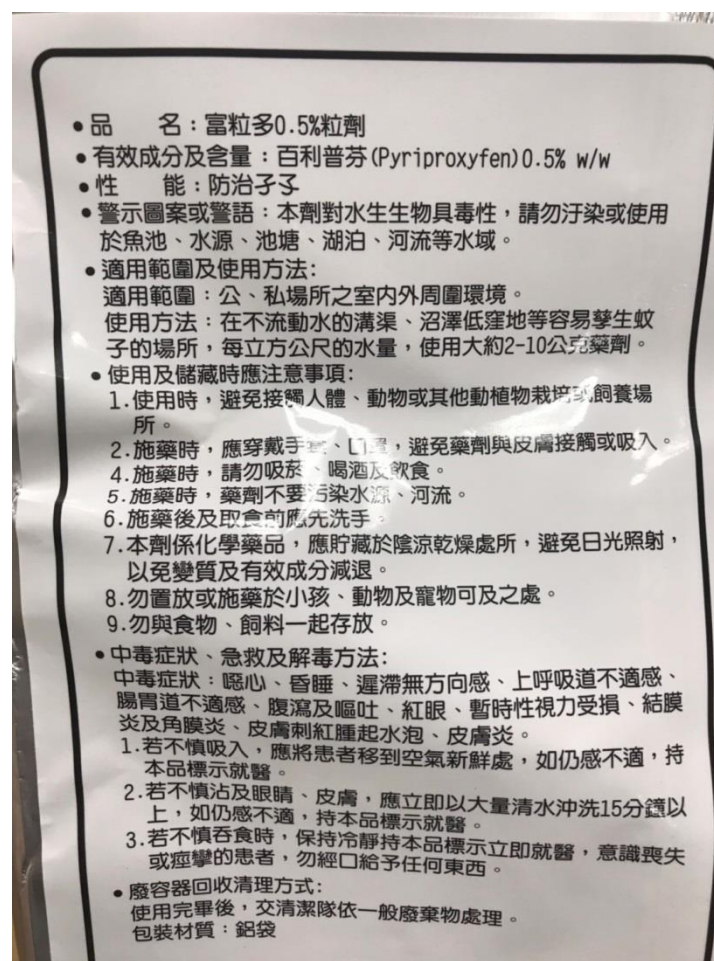 •品　　名：富粒多0.5%粒劑
•有效成分及含量：百利普芬(Pyriproxyfen)0.5% w/w
•性　　能：防治孑孓
•警示圖案或警語：本劑對水生生物具毒性，請勿汙染或使用
於魚池、水源、池塘、湖泊、河流等水域。
•適用範圍及使用方法:
適用範圍：公、私場所之室內外周圍環境。
使用方法：在不流動水的溝渠、沼澤低窪地等容易孳生蚊
子的場所，每立方公尺的水量，使用大約2-10公克藥劑。
•使用及儲藏時應注意事項:
1.使用時，避免接觸人體、動物或其他動植物栽培或飼養場
所。
2.施藥時，應穿戴手套、口罩，避免藥劑與皮膚接觸或吸入。
4.施藥時，請勿吸菸、喝酒及飲食。
5.施藥時，藥劑不要污染水源、河流。
6.施藥後及取食前應先洗手。
7.本劑係化學藥品，應貯藏於陰涼乾燥處所，避免日光照射，
以免變質及有效成分減退。
8.勿置放或施藥於小孩、動物及寵物可及之處。
9.勿與食物、飼料一起存放。
•中毒症狀、急救及解毒方法:
中毒症狀：噁心、昏睡、遲滯無方向感、上呼吸道不適感、
腸胃道不適感、腹瀉及嘔吐、紅眼、暫時性視力受損、結膜
炎及角膜炎、皮膚刺紅腫起水泡、皮膚炎。
1.若不慎吸入，應將患者移到空氣新鮮處，如仍感不適，持
本品標示就醫。
2.若不慎沾及眼睛、皮膚，應立即以大量清水沖洗15分鐘以
上，如仍感不適，持本品標示就醫。
3.若不慎吞食時，保持冷靜持本品標示立即就醫，意識喪失
或痙攣的患者，勿經口給予任何東西。
•廢容器回收清理方式:
使用完畢後，交清潔隊依一般廢棄物處理。
包裝材質：鋁袋